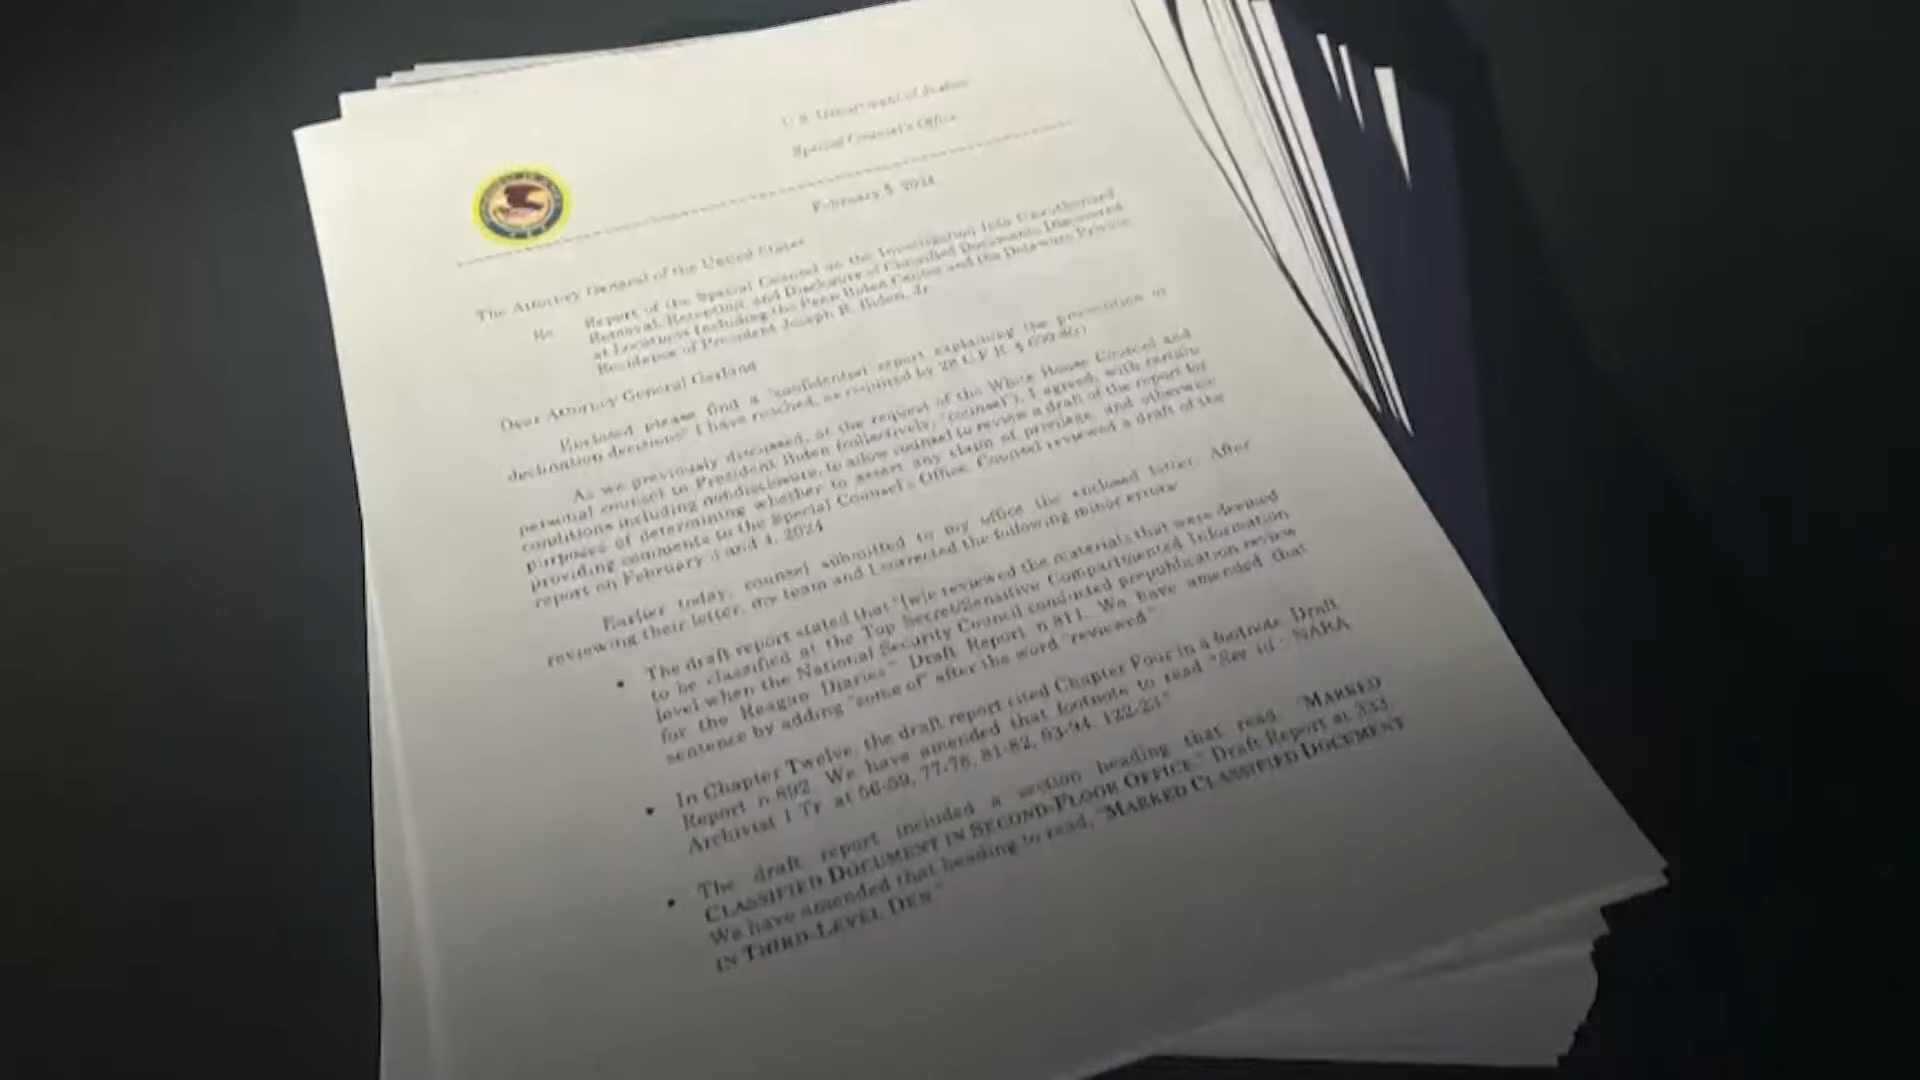 U.S. Department of Justice
Special Counsel's Office
February 5, 2024
The Attorney General of the United States
Re: Report of the Special Counsel on the Investigation Into Unauthorized
Removal, Retention, and Disclosure of Classified Documents Discovered
at Locations Including the Penn Biden Center and the Delaware Private
Residence of President Joseph R. Biden, Jr.
Dear Attorney General Garland
Enclosed please find a "confidential report explaining the prosecution or
declination decisions" I have reached, as required by 28 C.F.R. § 600.8(c)
As we previously discussed, at the request of the White House Counsel and
personal counsel to President Biden (collectively, "counsel"), I agreed, with certain
conditions including nondisclosure, to allow counsel to review a draft of the report for
purposes of determining whether to assert any claim of privilege, and otherwise
providing comments to the Special Counsel's Office. Counsel reviewed a draft of the
report on February 3 and 4, 2024
Earlier today, counsel submitted to my office the enclosed letter. After
reviewing their letter, my team and I corrected the following minor errors
• The draft report stated that "[w]e reviewed the materials that were deemed
to be classified at the Top Secret/Sensitive Compartmented Information
level when the National Security Council conducted prepublication review
for the Reagan Diaries." Draft Report n.811. We have amended that
sentence by adding "some of" after the word "reviewed"
• In Chapter Twelve, the draft report cited Chapter Four in a footnote. Draft
Report n.892. We have amended that footnote to read "See id.; NARA
Archivist 1 Tr. at 56-59, 77-78, 81-82, 93-94, 122-23."
• The draft report included a section heading that read, "MARKED
CLASSIFIED DOCUMENT IN SECOND-FLOOR OFFICE." Draft Report at 333.
We have amended that heading to read, "MARKED CLASSIFIED DOCUMENT
IN THIRD-LEVEL DEN."